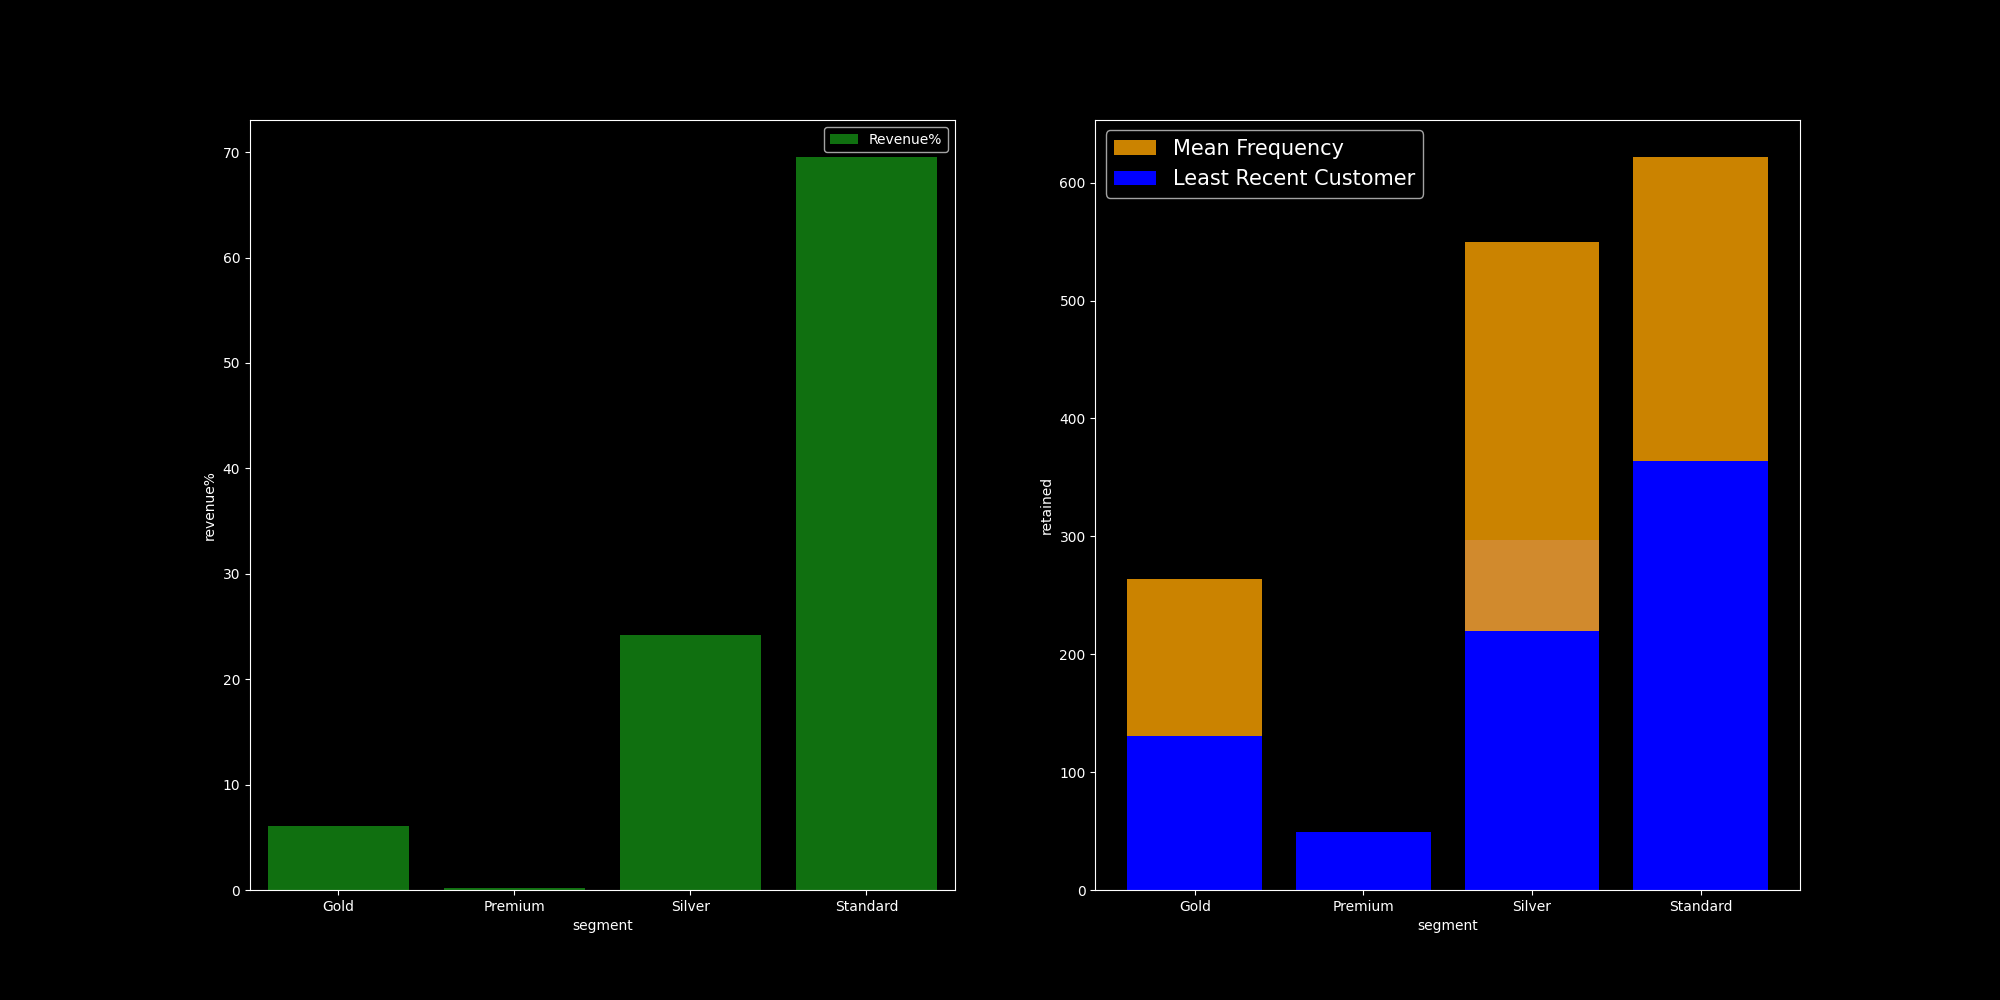 Revenue%
70
60
50
40
30
20
10
0
revenue%
Gold Premium Silver Standard
segment
Mean Frequency
Least Recent Customer
600
500
400
300
200
100
0
retained
Gold Premium Silver Standard
segment